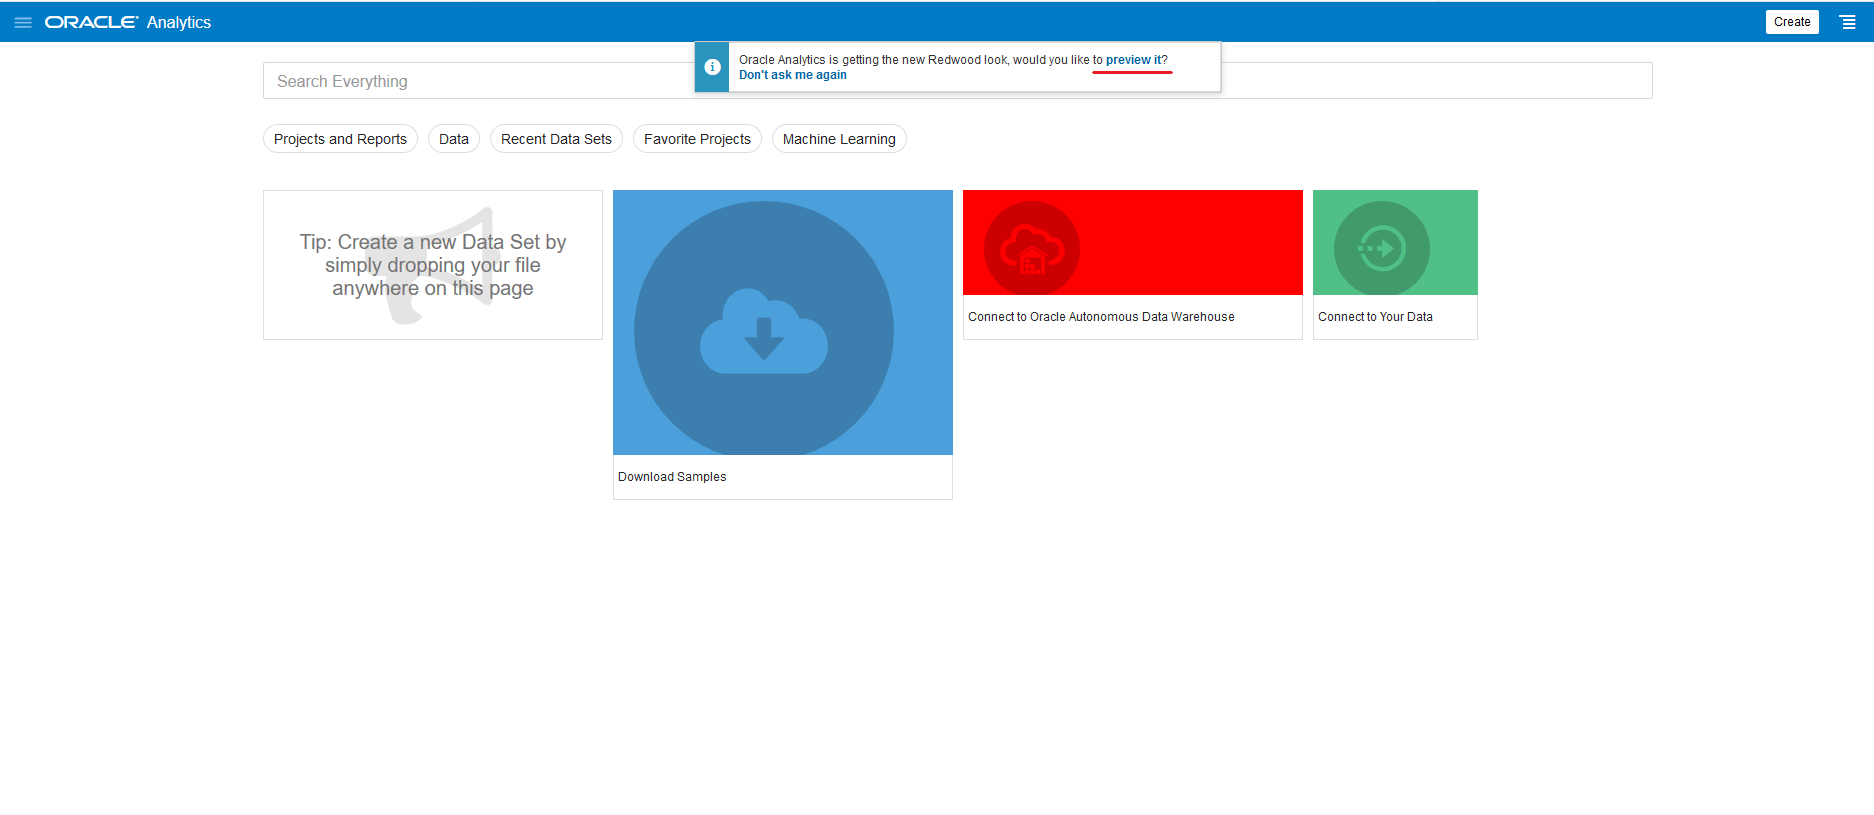 ORACLE Analytics
Create
Oracle Analytics is getting the new Redwood look, would you like to preview it?
Don't ask me again
Search Everything
Projects and Reports
Data
Recent Data Sets
Favorite Projects
Machine Learning
Tip: Create a new Data Set by
simply dropping your file
anywhere on this page
Download Samples
Connect to Oracle Autonomous Data Warehouse
Connect to Your Data